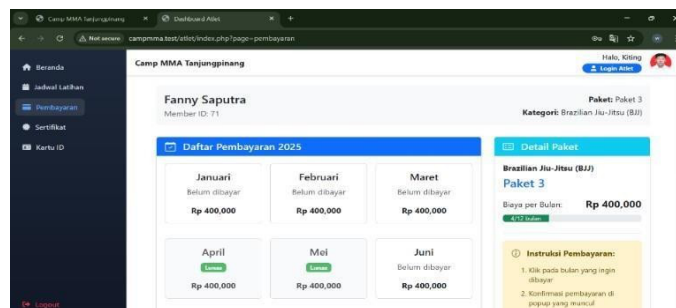 Camp MMA Tanjungpinang
Dashboard Atlet
Not secure
campmma.test/atlet/index.php?page=pembayaran
Beranda
Jadwal Latihan
Pembayaran
Sertifikat
Kartu ID
Logout
Camp MMA Tanjungpinang
Halo, Kiting
Login Atlet
Fanny Saputra
Member ID: 71
Paket: Paket 3
Kategori: Brazilian Jiu-Jitsu (BJJ)
Daftar Pembayaran 2025
Januari
Belum dibayar
Rp 400,000
Februari
Belum dibayar
Rp 400,000
Maret
Belum dibayar
Rp 400,000
April
Lunas
Rp 400,000
Mei
Lunas
Rp 400,000
Juni
Belum dibayar
Rp 400,000
Detail Paket
Brazilian Jiu-Jitsu (BJJ)
Paket 3
Biaya per Bulan:
Rp 400,000
4/12 bulan
Instruksi Pembayaran:
1. Klik pada bulan yang ingin
dibayar
2. Konfirmasi pembayaran di
popup yang muncul